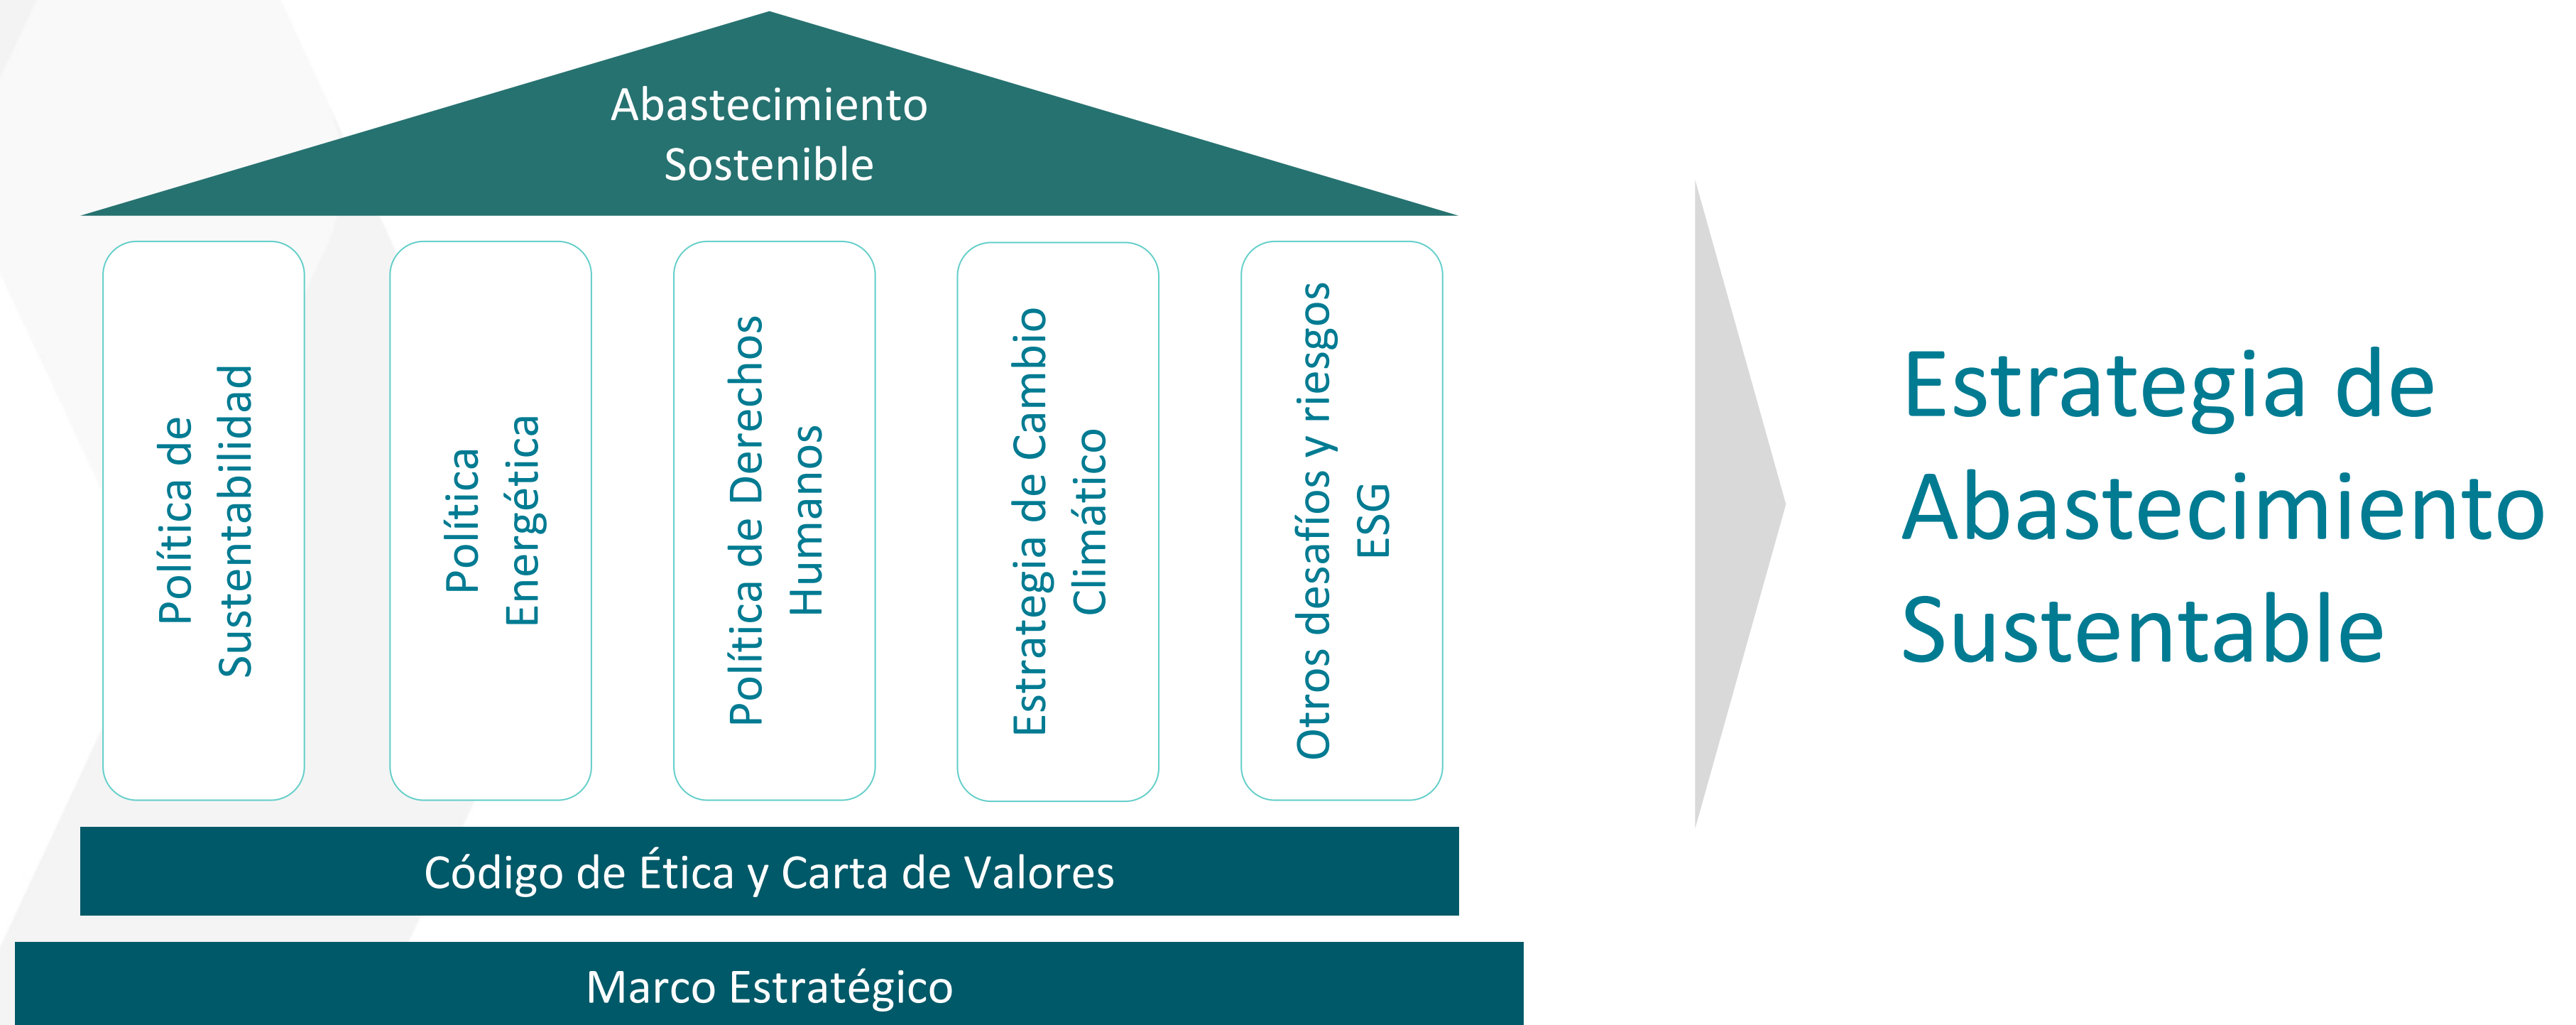 Abastecimiento
Sostenible
Política de
Sustentabilidad
Política
Energética
Política de Derechos
Humanos
Estrategia de Cambio
Climático
Otros desafíos y riesgos
ESG
Código de Ética y Carta de Valores
Marco Estratégico
Estrategia de
Abastecimiento
Sustentable